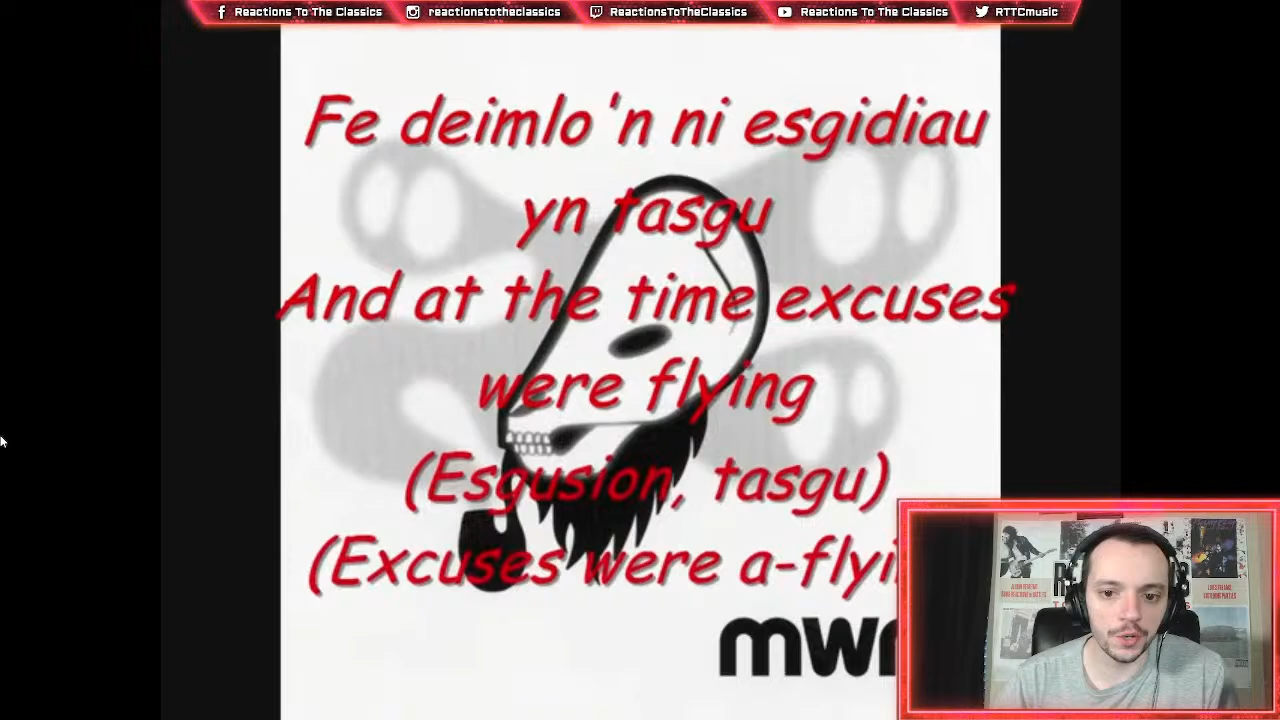 Reactions To The Classics reactionstotheclassics ReactionsToTheClassics Reactions To The Classics RTTCmusic
Fe deimlo'n ni esgidiau
yn tasgu
And at the time excuses
were flying
(Esgusion, tasgu)
(Excuses were a-flyi
mwn